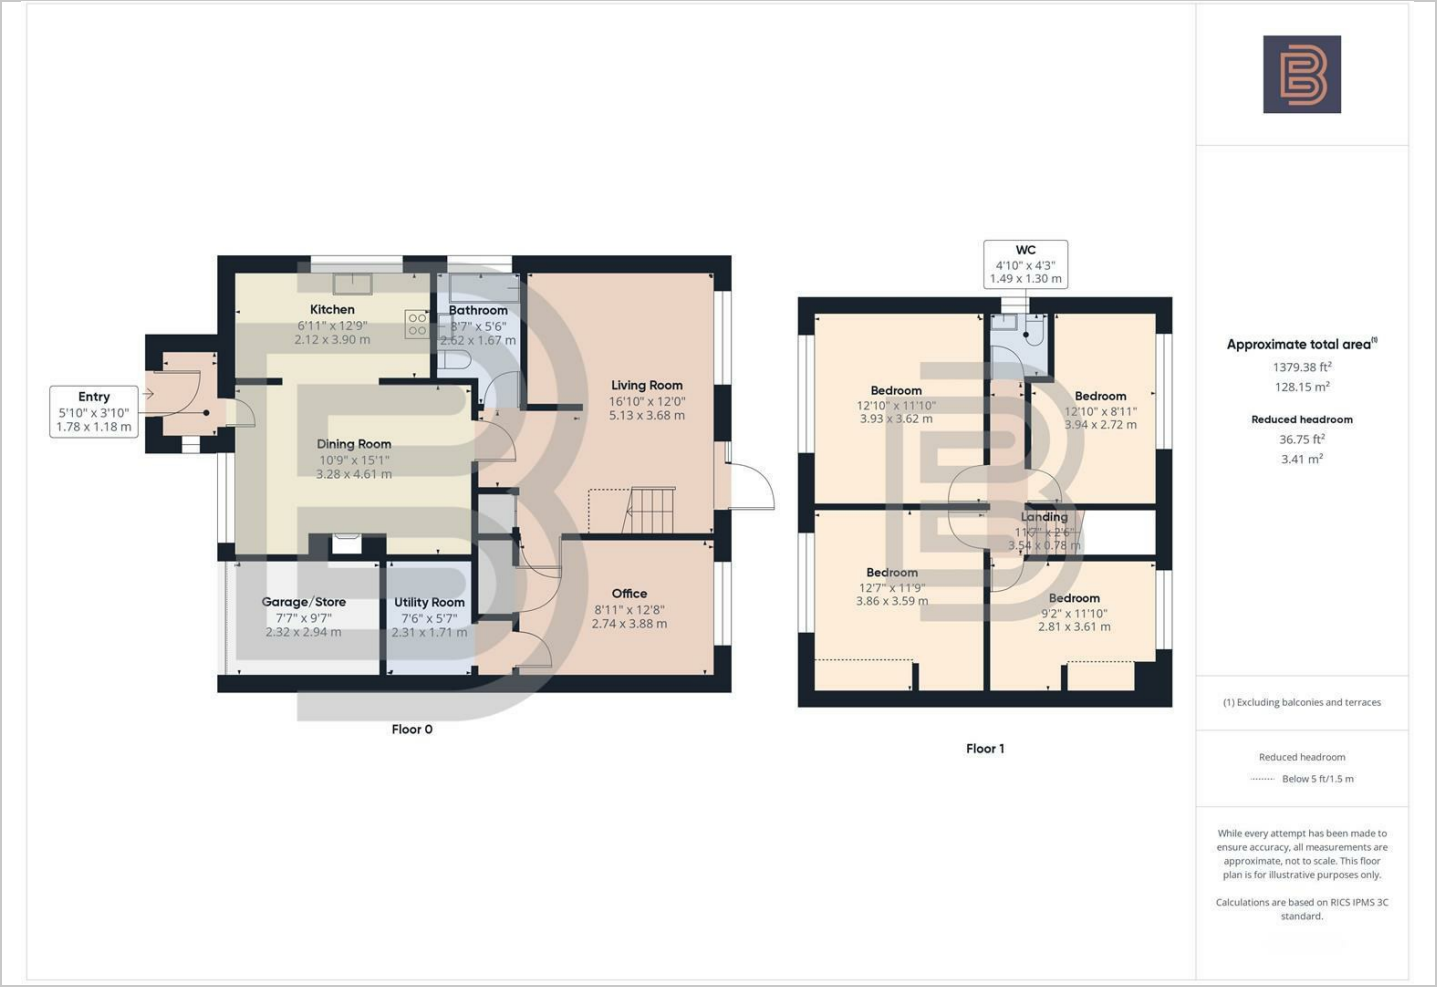 Entry
5'10" x 3'10"
1.78 x 1.18 m
Kitchen
6'11" x 12'9"
2.12 x 3.90 m
Bathroom
8'7" x 5'6"
2.62 x 1.67 m
Living Room
16'10" x 12'0"
5.13 x 3.68 m
Dining Room
10'9" x 15'1"
3.28 x 4.61 m
Garage/Store
7'7" x 9'7"
2.32 x 2.94 m
Utility Room
7'6" x 5'7"
2.31 x 1.71 m
Office
8'11" x 12'8"
2.74 x 3.88 m
Floor 0
WC
4'10" x 4'3"
1.49 x 1.30 m
Bedroom
12'10" x 11'10"
3.93 x 3.62 m
Bedroom
12'10" x 8'11"
3.94 x 2.72 m
Landing
11'7" x 2'6"
3.54 x 0.78 m
Bedroom
12'7" x 11'9"
3.86 x 3.59 m
Bedroom
9'2" x 11'10"
2.81 x 3.61 m
Floor 1
B
Approximate total area(1)
1379.38 ft²
128.15 m²
Reduced headroom
36.75 ft²
3.41 m²
(1) Excluding balconies and terraces
Reduced headroom
Below 5 ft/1.5 m
While every attempt has been made to
ensure accuracy, all measurements are
approximate, not to scale. This floor
plan is for illustrative purposes only.
Calculations are based on RICS IPMS 3C
standard.